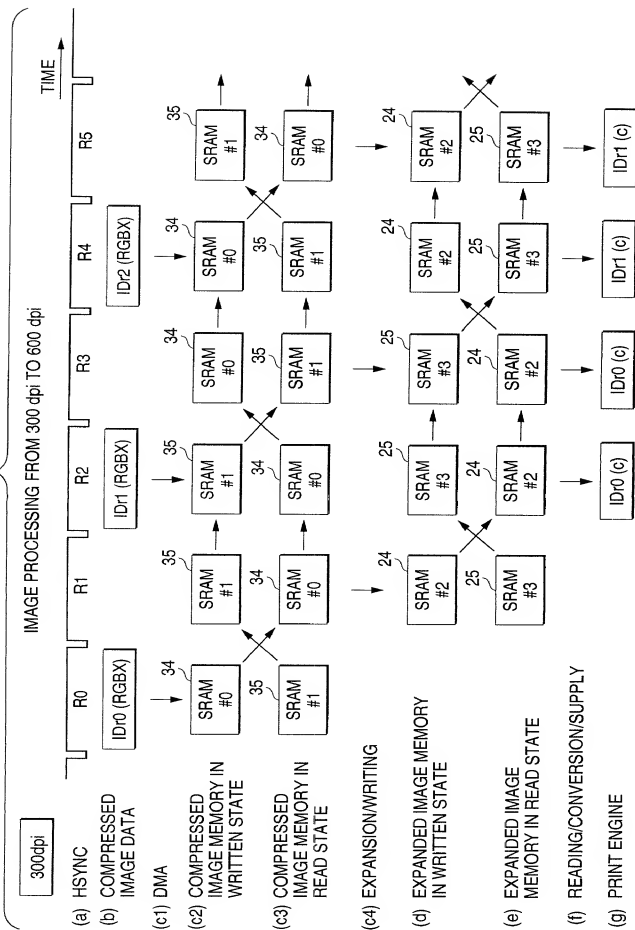 IMAGE PROCESSING FROM 300 dpi TO 600 dpi
300dpi
TIME
(a) HSYNC
R0 R1 R2 R3 R4 R5
(b) COMPRESSED
IMAGE DATA
IDr0 (RGBX) IDr1 (RGBX) IDr2 (RGBX)
(c1) DMA
(c2) COMPRESSED
IMAGE MEMORY IN
WRITTEN STATE
34 35 35 34 34 35
SRAM SRAM SRAM SRAM SRAM SRAM
#0 #1 #1 #0 #0 #1
(c3) COMPRESSED
IMAGE MEMORY IN
READ STATE
35 34 34 35 35 34
SRAM SRAM SRAM SRAM SRAM SRAM
#1 #0 #0 #1 #1 #0
(c4) EXPANSION/WRITING
(d) EXPANDED IMAGE MEMORY
IN WRITTEN STATE
24 25 25 24 24
SRAM SRAM SRAM SRAM SRAM
#2 #3 #3 #2 #2
(e) EXPANDED IMAGE
MEMORY IN READ STATE
25 24 24 25 25
SRAM SRAM SRAM SRAM SRAM
#3 #2 #2 #3 #3
(f) READING/CONVERSION/SUPPLY
(g) PRINT ENGINE
IDr0 (c) IDr0 (c) IDr1 (c) IDr1 (c)